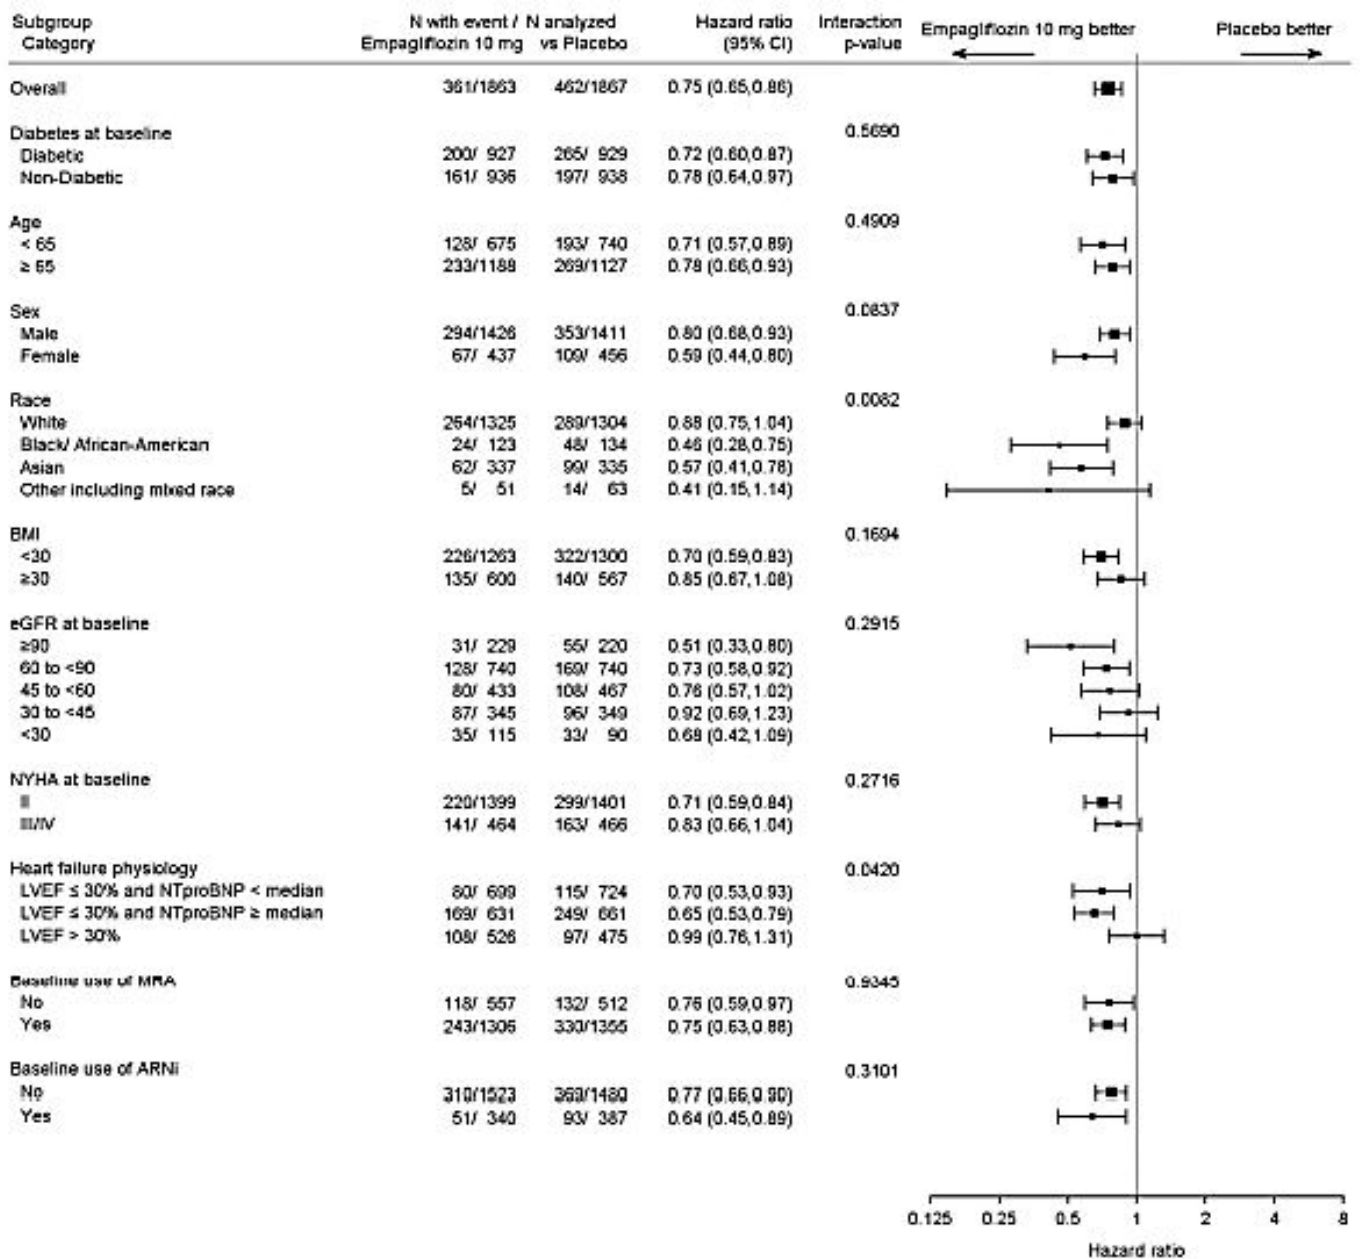 Subgroup N with event / N analyzed Hazard ratio Interaction Empagliflozin 10 mg better Placebo better
Category Empagliflozin 10 mg vs Placebo (95% CI) p-value
Overall 361/1863 462/1867 0.75 (0.65,0.86)
Diabetes at baseline 0.5690
Diabetic 200/ 927 265/ 929 0.72 (0.60,0.87)
Non-Diabetic 161/ 936 197/ 938 0.78 (0.64,0.97)
Age 0.4909
< 65 128/ 675 193/ 740 0.71 (0.57,0.89)
≥ 65 233/1188 269/1127 0.78 (0.66,0.93)
Sex 0.0837
Male 294/1426 353/1411 0.80 (0.68,0.93)
Female 67/ 437 109/ 456 0.59 (0.44,0.80)
Race 0.0082
White 264/1325 289/1304 0.88 (0.75,1.04)
Black/ African-American 24/ 123 48/ 134 0.46 (0.28,0.75)
Asian 62/ 337 99/ 335 0.57 (0.41,0.78)
Other including mixed race 5/ 51 14/ 63 0.41 (0.15,1.14)
BMI 0.1694
<30 226/1263 322/1300 0.70 (0.59,0.83)
≥30 135/ 600 140/ 567 0.85 (0.67,1.08)
eGFR at baseline 0.2915
≥90 31/ 229 55/ 220 0.51 (0.33,0.80)
60 to <90 128/ 740 169/ 740 0.73 (0.58,0.92)
45 to <60 80/ 433 108/ 467 0.76 (0.57,1.02)
30 to <45 87/ 345 96/ 349 0.92 (0.69,1.23)
<30 35/ 115 33/ 90 0.68 (0.42,1.09)
NYHA at baseline 0.2716
II 220/1399 299/1401 0.71 (0.59,0.84)
III/IV 141/ 464 163/ 466 0.83 (0.66,1.04)
Heart failure physiology 0.0420
LVEF ≤ 30% and NTproBNP < median 80/ 699 115/ 724 0.70 (0.53,0.93)
LVEF ≤ 30% and NTproBNP ≥ median 169/ 631 249/ 661 0.65 (0.53,0.79)
LVEF > 30% 108/ 526 97/ 475 0.99 (0.76,1.31)
Baseline use of MRA 0.9345
No 118/ 557 132/ 512 0.76 (0.59,0.97)
Yes 243/1306 330/1355 0.75 (0.63,0.88)
Baseline use of ARNi 0.3101
No 310/1523 369/1480 0.77 (0.66,0.90)
Yes 51/ 340 93/ 387 0.64 (0.45,0.89)
0.125 0.25 0.5 1 2 4 8
Hazard ratio